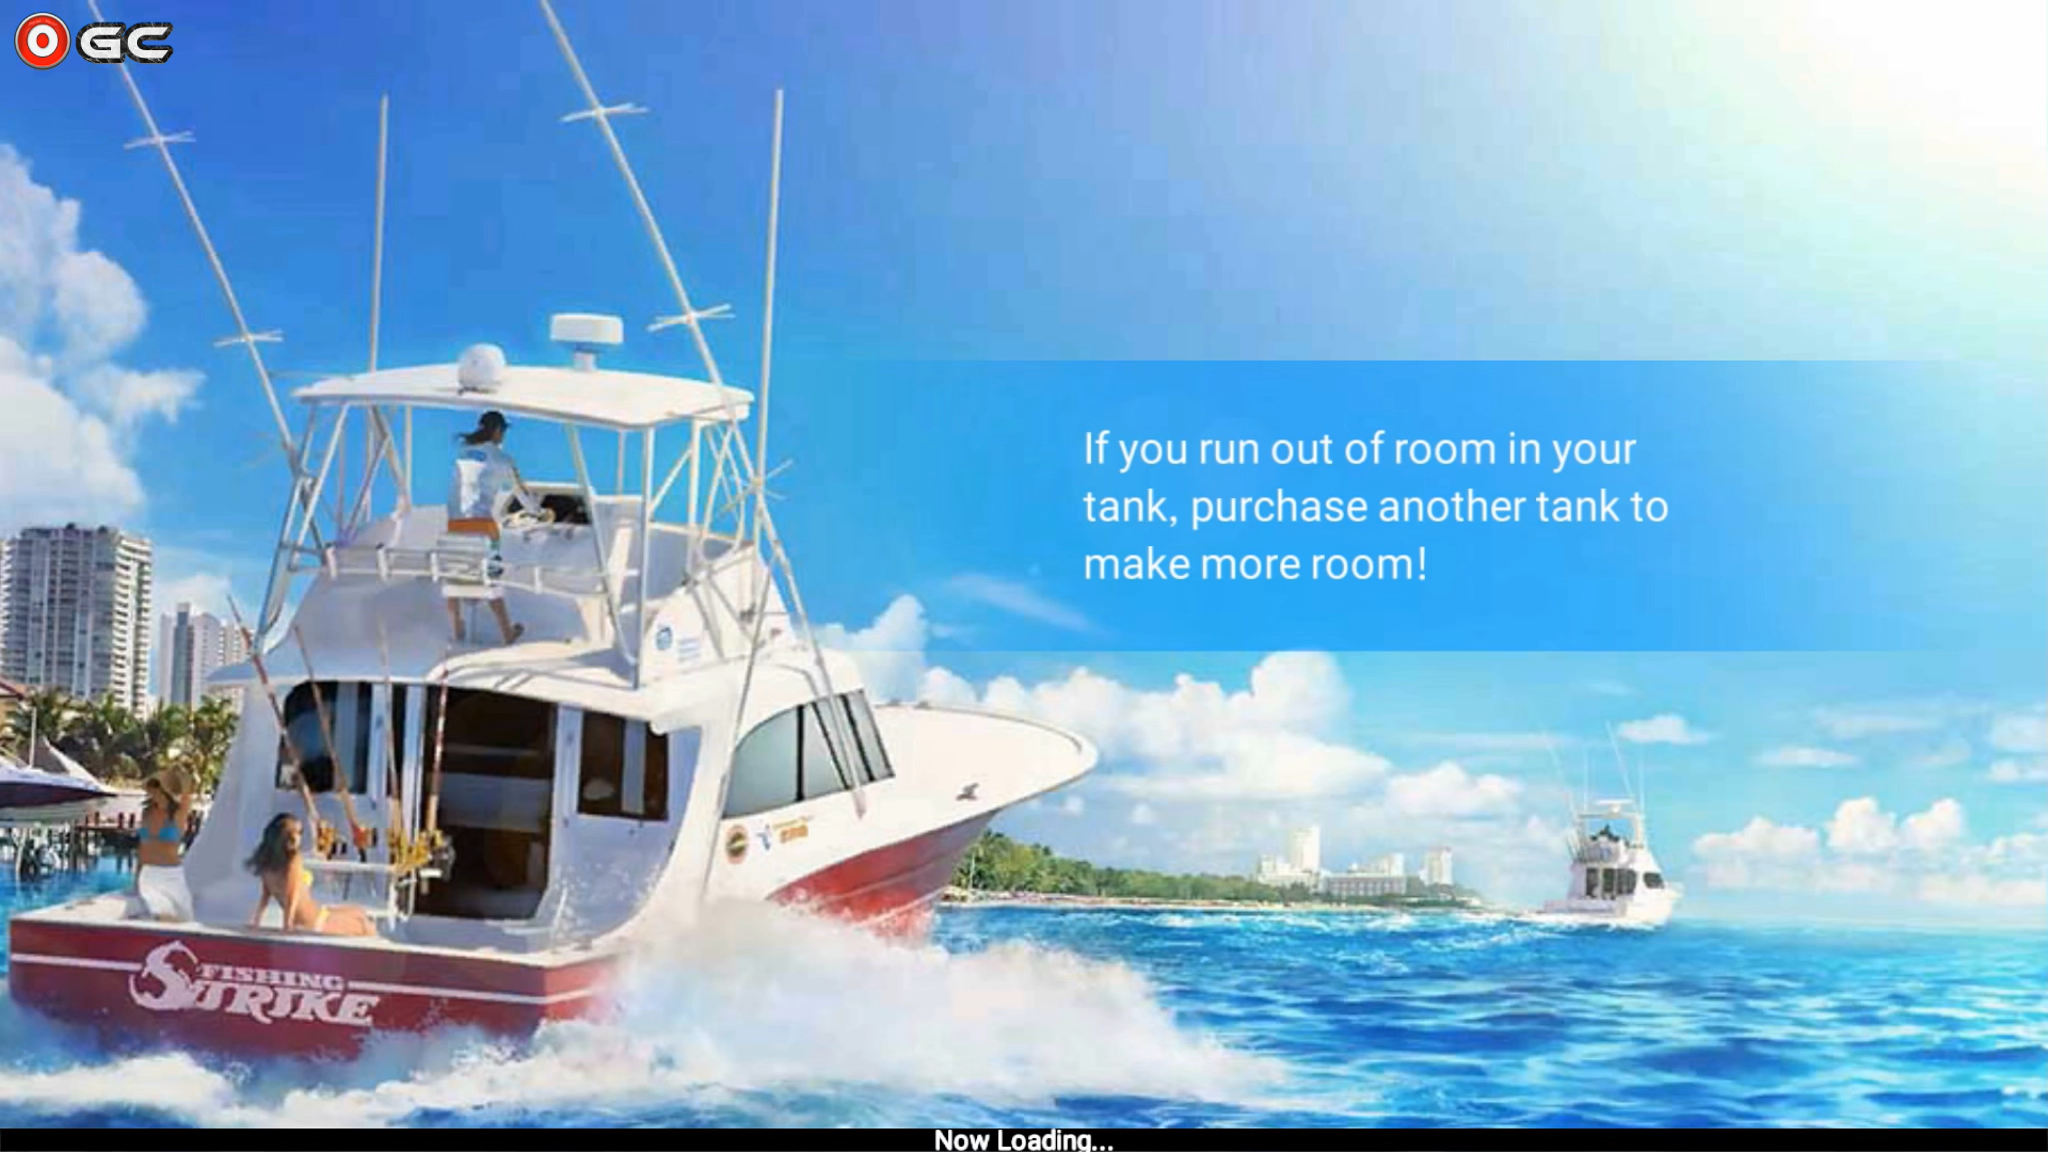 OGC
If you run out of room in your
tank, purchase another tank to
make more room!
FISHING
STRIKE
Now Loading...